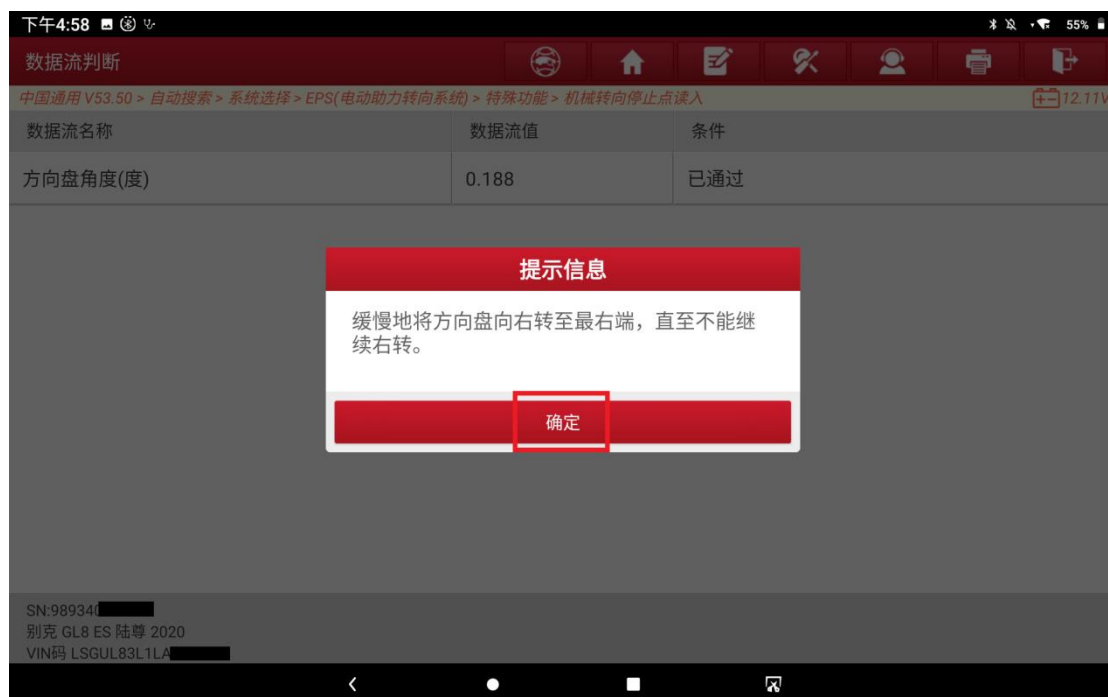 下午4:58 55%
数据流判断
中国通用 V53.50 > 自动搜索 > 系统选择 > EPS(电动助力转向系统) > 特殊功能 > 机械转向停止点读入 12.11V
数据流名称 数据流值 条件
方向盘角度(度) 0.188 已通过
提示信息
缓慢地将方向盘向右转至最右端，直至不能继
续右转。
确定
SN:989340
别克 GL8 ES 陆尊 2020
VIN码 LSGUL83L1LA